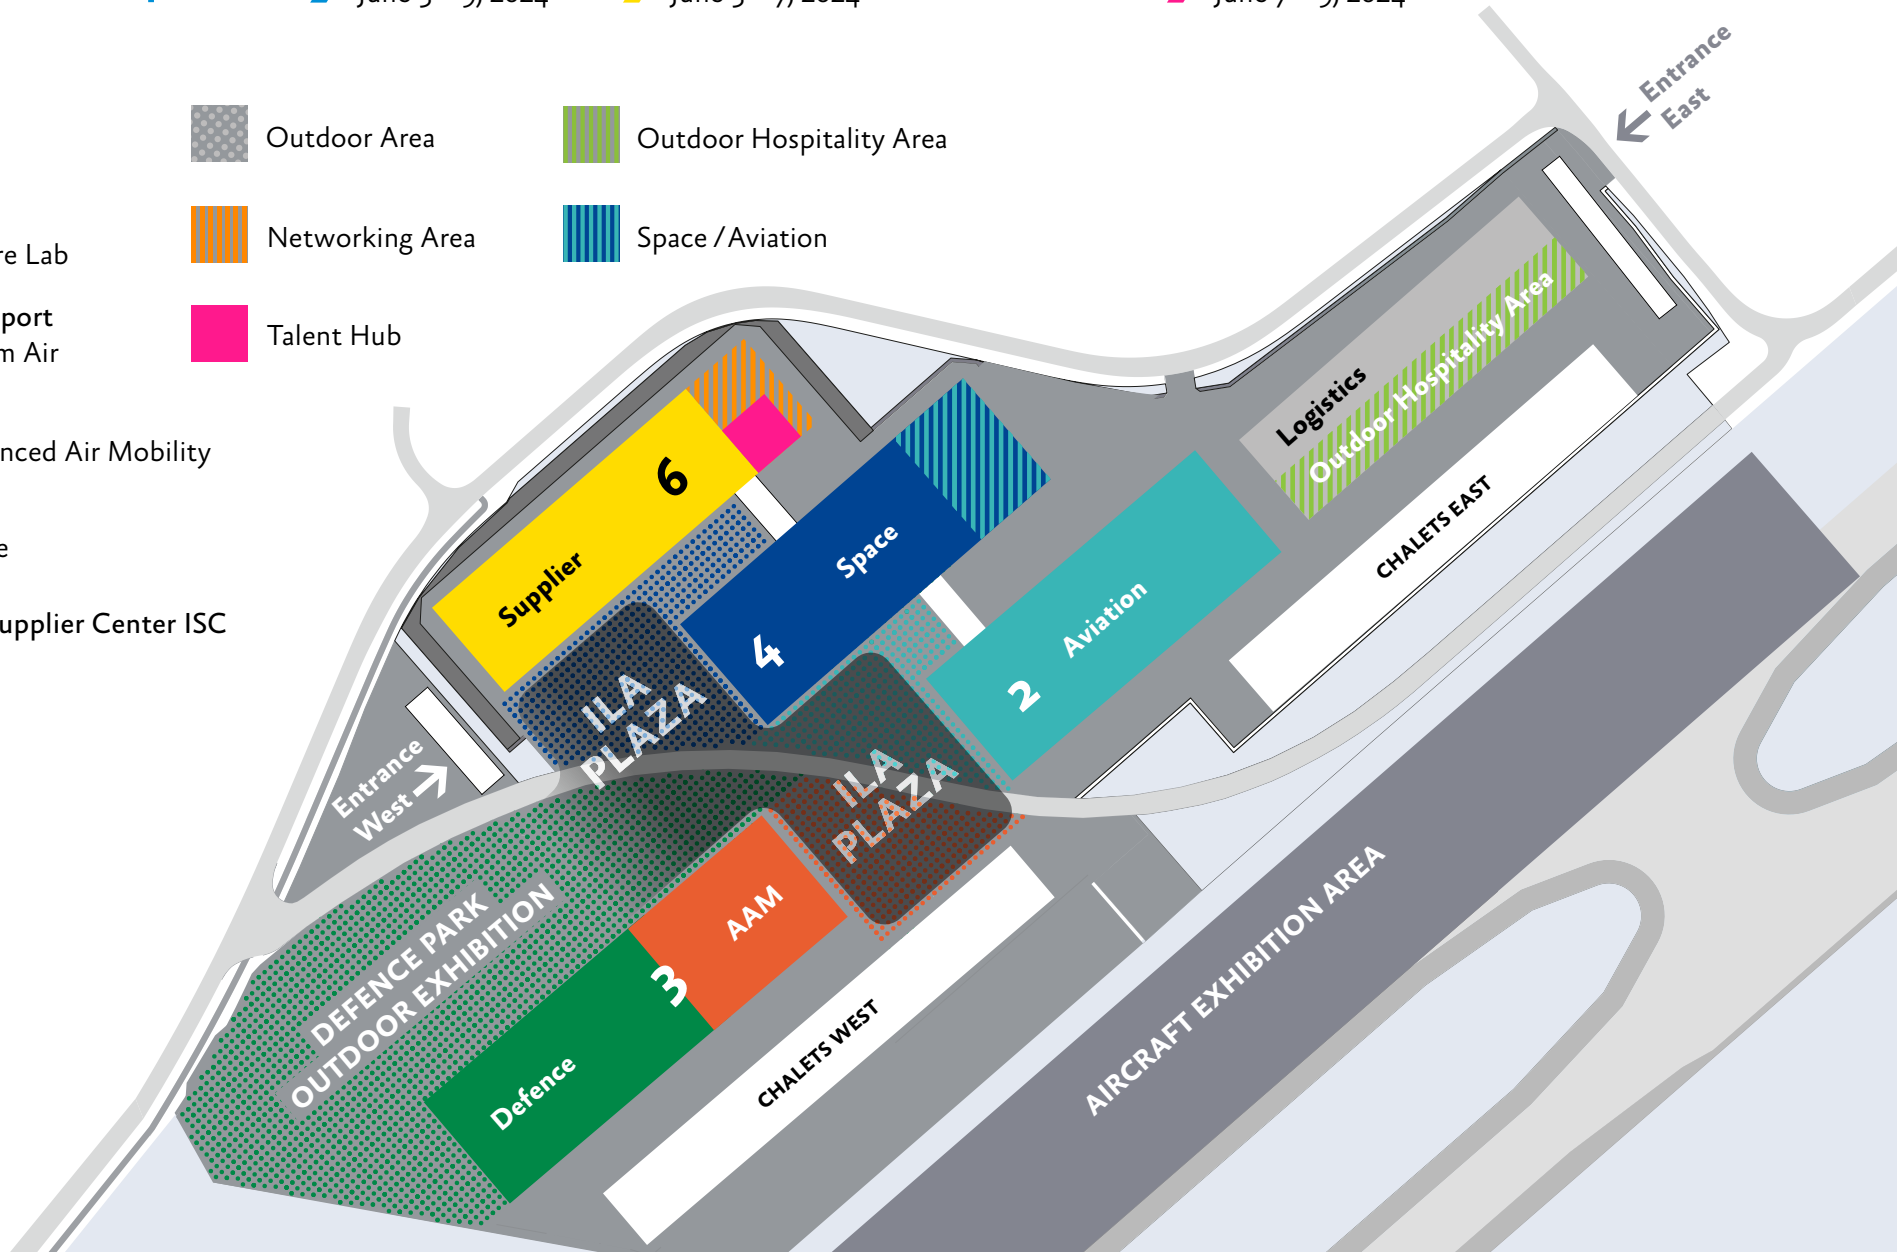 Outdoor Area
Outdoor Hospitality Area
Networking Area
Space / Aviation
Talent Hub
re Lab
port
m Air
nced Air Mobility
e
upplier Center ISC
Entrance
East
Logistics
Outdoor Hospitality Area
CHALETS EAST
6
Supplier
Space
4
Aviation
2
ILA
PLAZA
ILA
PLAZA
Entrance
West
AAM
3
Defence
DEFENCE PARK
OUTDOOR EXHIBITION
CHALETS WEST
AIRCRAFT EXHIBITION AREA